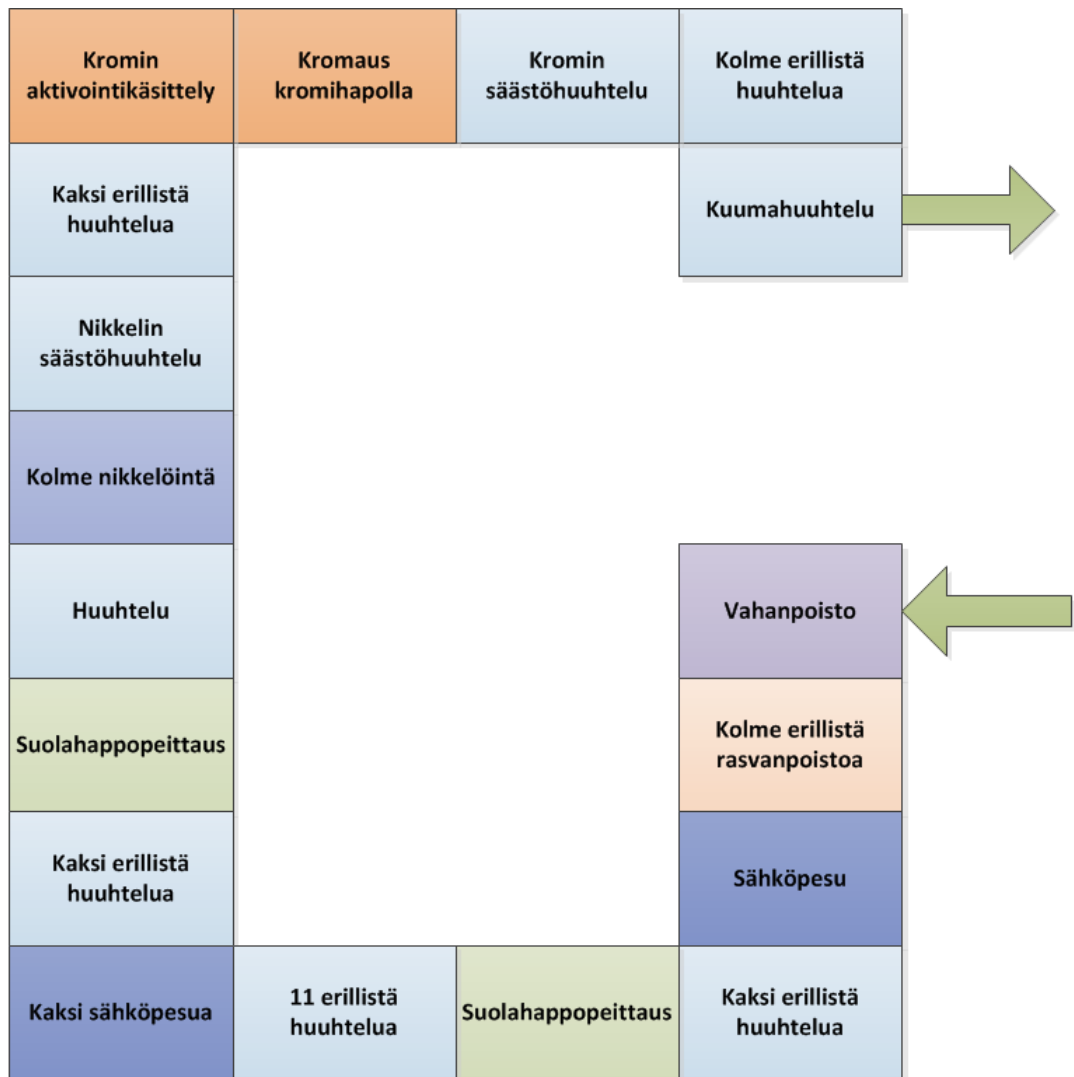 Kromin
aktivointikäsittely
Kromaus
kromihapolla
Kromin
säästöhuuhtelu
Kolme erillistä
huuhtelua
Kaksi erillistä
huuhtelua
Kuumahuuhtelu
Nikkelin
säästöhuuhtelu
Kolme nikkelöintä
Huuhtelu
Vahanpoisto
Suolahappopeittaus
Kolme erillistä
rasvanpoistoa
Kaksi erillistä
huuhtelua
Sähköpesu
Kaksi sähköpesua
11 erillistä
huuhtelua
Suolahappopeittaus
Kaksi erillistä
huuhtelua